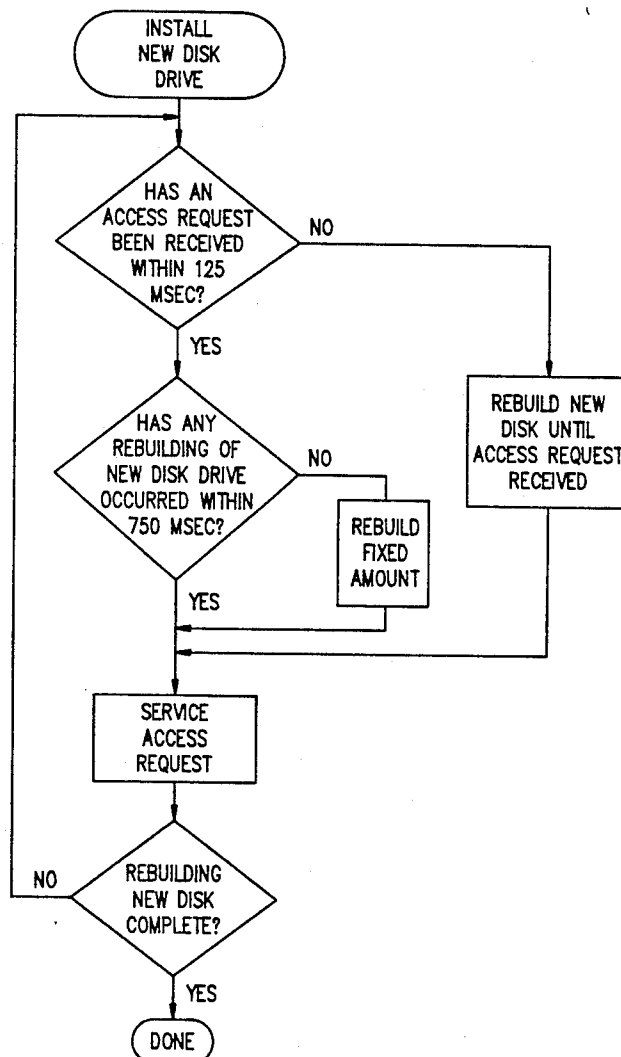 INSTALL
NEW DISK
DRIVE
HAS AN
ACCESS REQUEST
BEEN RECEIVED
WITHIN 125
MSEC?
NO
YES
HAS ANY
REBUILDING OF
NEW DISK DRIVE
OCCURRED WITHIN
750 MSEC?
NO
REBUILD NEW
DISK UNTIL
ACCESS REQUEST
RECEIVED
REBUILD
FIXED
AMOUNT
YES
SERVICE
ACCESS
REQUEST
REBUILDING
NEW DISK
COMPLETE?
NO
YES
DONE